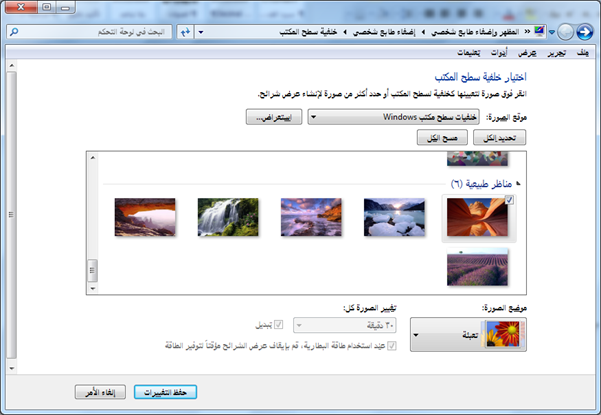 المظهر وإضفاء طابع شخصي ‹ إضفاء طابع شخصي ‹ خلفية سطح المكتب
البحث في لوحة التحكم
ملف تحرير عرض أدوات تعليمات
اختيار خلفية سطح المكتب
انقر فوق صورة لتعيينها كخلفية لسطح المكتب أو حدد أكثر من صورة لإنشاء عرض شرائح.
موقع الصورة: خلفيات سطح مكتب Windows إستعراض...
تحديد الكل مسح الكل
مناظر طبيعية (٦)
موضع الصورة:
تعبئة
تغيير الصورة كل:
٣٠ دقيقة تبديل
عند استخدام طاقة البطارية، قم بإيقاف عرض الشرائح مؤقتاً لتوفير الطاقة
حفظ التغييرات إلغاء الأمر